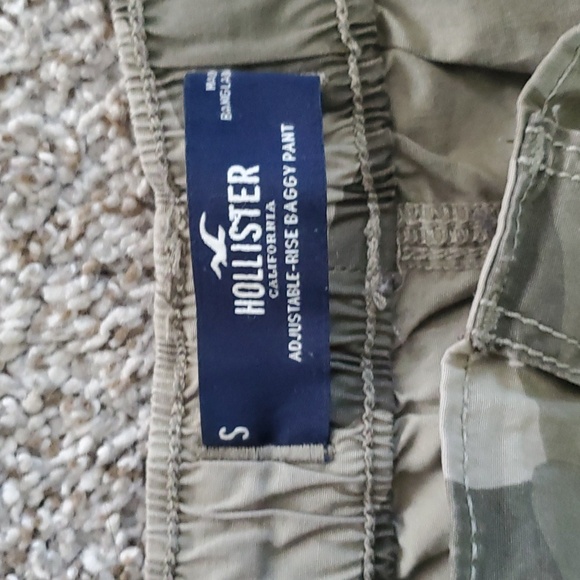 S
HOLLISTER
CALIFORNIA
ADJUSTABLE-RISE BAGGY PANT